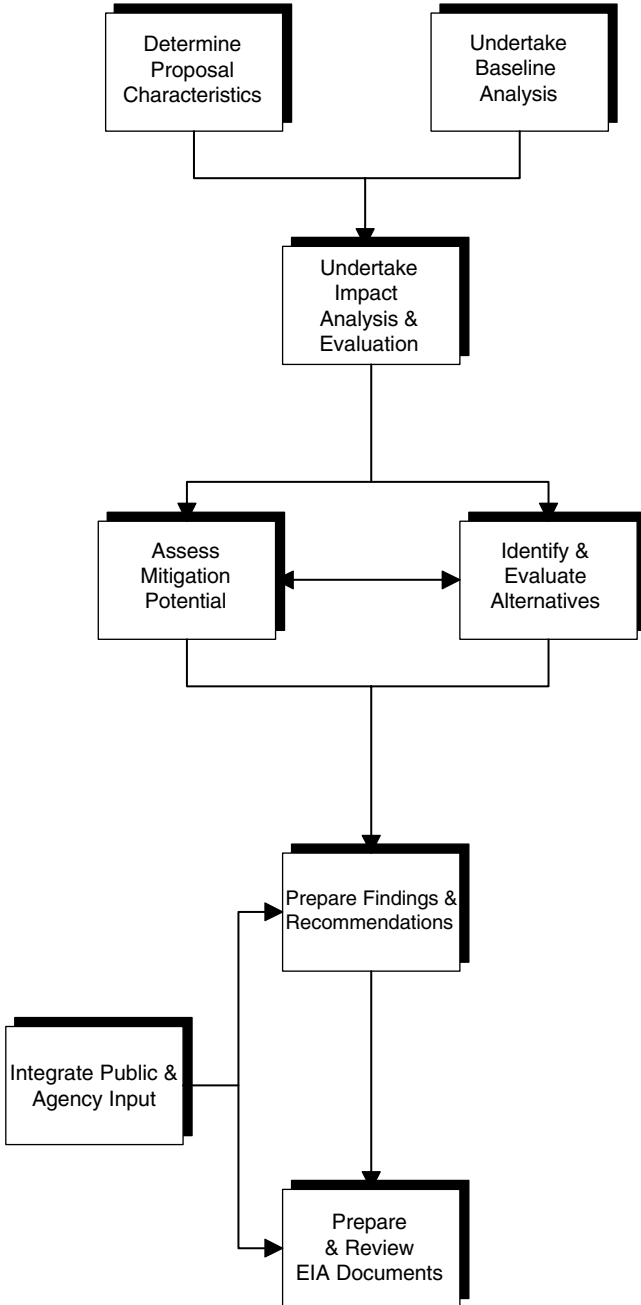 Determine
Proposal
Characteristics
Undertake
Baseline
Analysis
Undertake
Impact
Analysis &
Evaluation
Assess
Mitigation
Potential
Identify &
Evaluate
Alternatives
Prepare Findings &
Recommendations
Integrate Public &
Agency Input
Prepare
& Review
EIA Documents